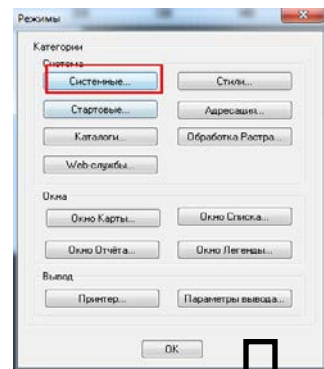 Режимы
Категории
Система
Системные... Стили...
Стартовые... Адресация...
Каталоги... Обработка Растра...
Web-службы...
Окна
Окно Карты... Окно Списка...
Окно Отчёта... Окно Легенды...
Вывод
Принтер... Параметры вывода...
OK